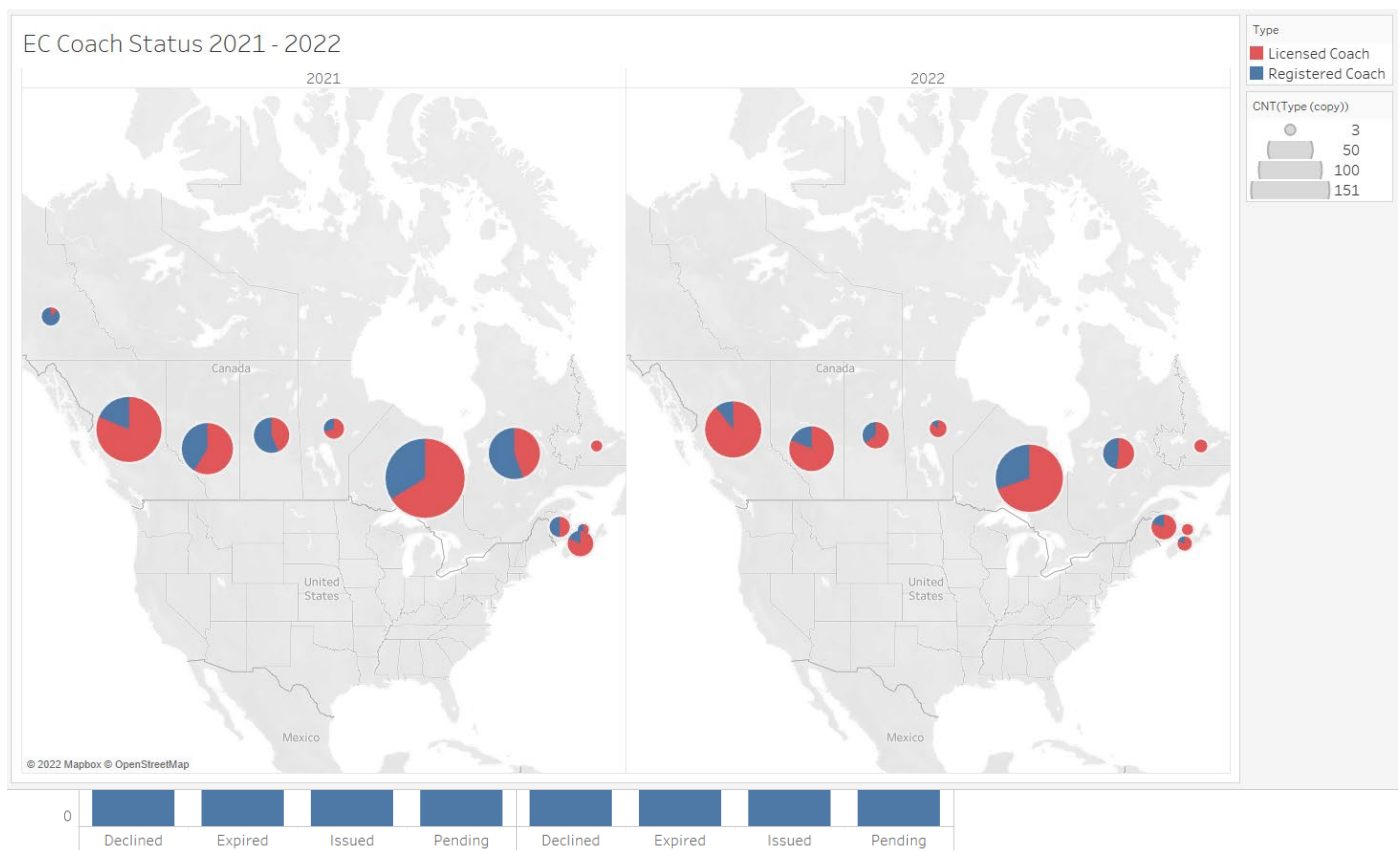 EC Coach Status 2021 - 2022
2021
2022
Canada
United
States
Mexico
Canada
United
States
Mexico
© 2022 Mapbox © OpenStreetMap
Type
Licensed Coach
Registered Coach
CNT(Type (copy))
3
50
100
151
0
Declined Expired Issued Pending Declined Expired Issued Pending